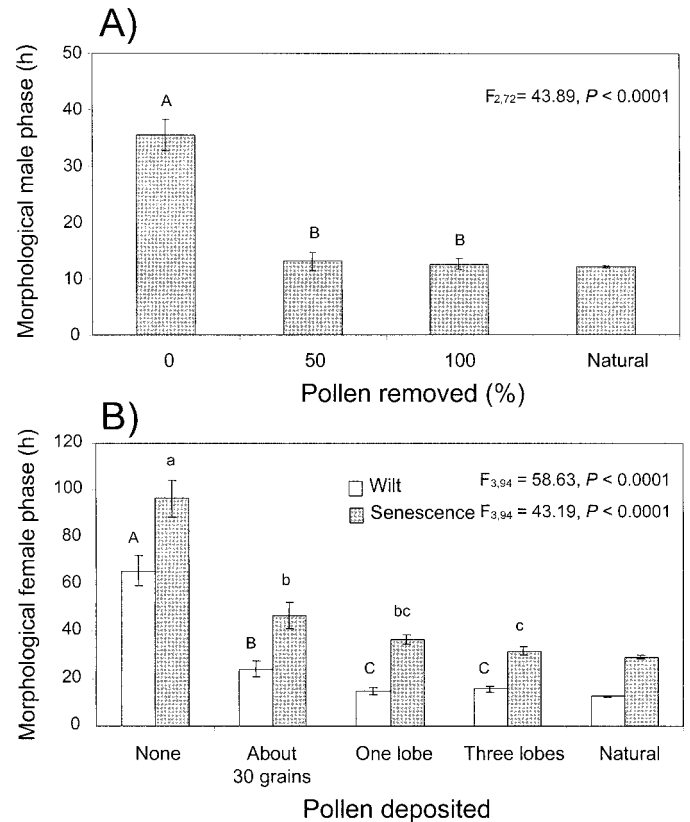 A)
Morphological male phase (h)
50
40
30
20
10
0
A
B
B
F2,72= 43.89, P < 0.0001
0
50
100
Natural
Pollen removed (%)
B)
Morphological female phase (h)
120
100
80
60
40
20
0
Wilt
F3,94 = 58.63, P < 0.0001
Senescence
F3,94 = 43.19, P < 0.0001
A
a
B
b
C
bc
C
c
None
About
30 grains
One lobe
Three lobes
Natural
Pollen deposited